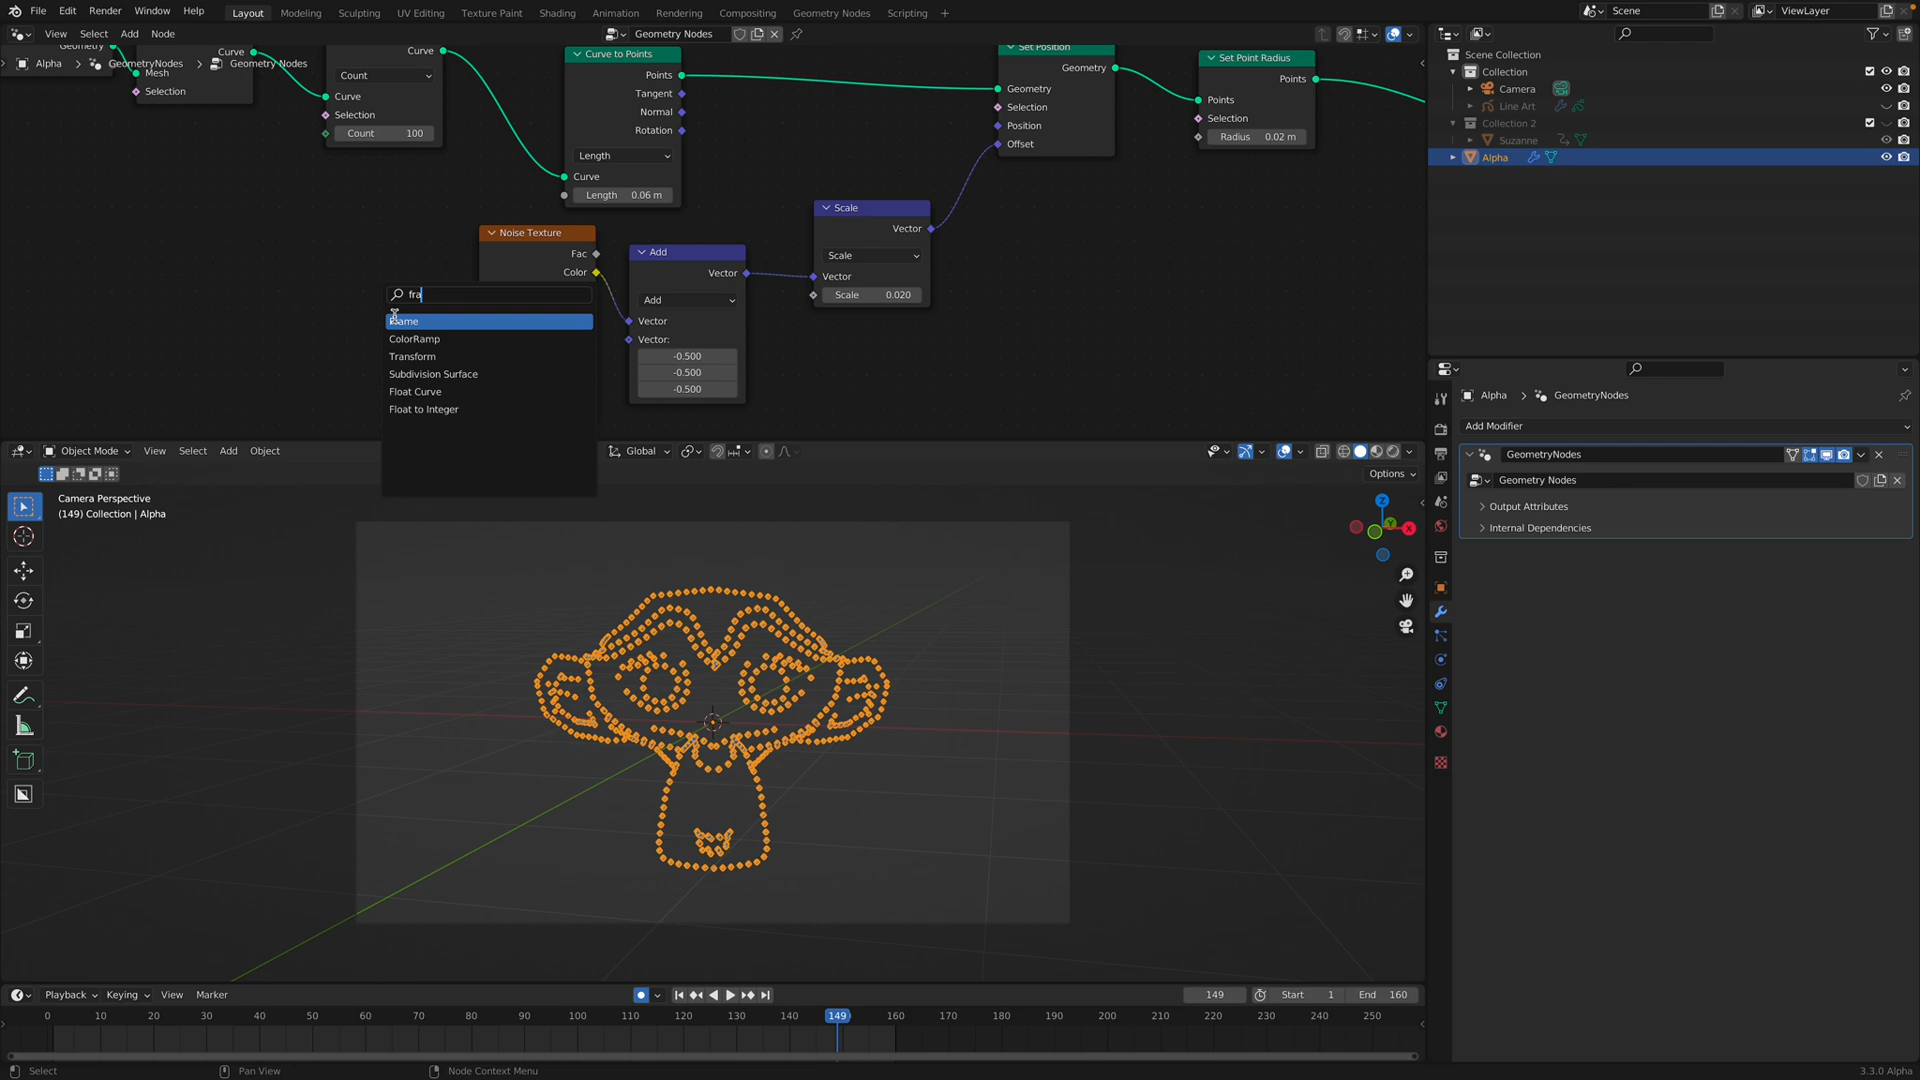 File Edit Render Window Help Layout Modeling Sculpting UV Editing Texture Paint Shading Animation Rendering Compositing Geometry Nodes Scripting + Scene ViewLayer
View Select Add Node Geometry Nodes
Geometry
Curve
Curve
Curve to Points
Set Position
Set Point Radius
Alpha > GeometryNodes > Geometry Nodes
Mesh
Selection
Count
Curve
Selection
Count 100
Points
Tangent
Normal
Rotation
Length
Curve
Length 0.06 m
Geometry
Geometry
Selection
Position
Offset
Points
Points
Selection
Radius 0.02 m
Noise Texture
Fac
Color
Add
Vector
Add
Vector
Vector:
-0.500
-0.500
-0.500
Scale
Vector
Scale
Vector
Scale 0.020
fra
ColorRamp
Transform
Subdivision Surface
Float Curve
Float to Integer
Scene Collection
Collection
Camera
Line Art
Collection 2
Suzanne
Alpha
Alpha > GeometryNodes
Add Modifier
GeometryNodes
Geometry Nodes
Output Attributes
Internal Dependencies
Object Mode View Select Add Object Global
Options
Camera Perspective
(149) Collection | Alpha
Z
Y
X
Playback Keying View Marker 149 Start 1 End 160
0 10 20 30 40 50 60 70 80 90 100 110 120 130 140 149 160 170 180 190 200 210 220 230 240 250
Select Pan View Node Context Menu 3.3.0 Alpha